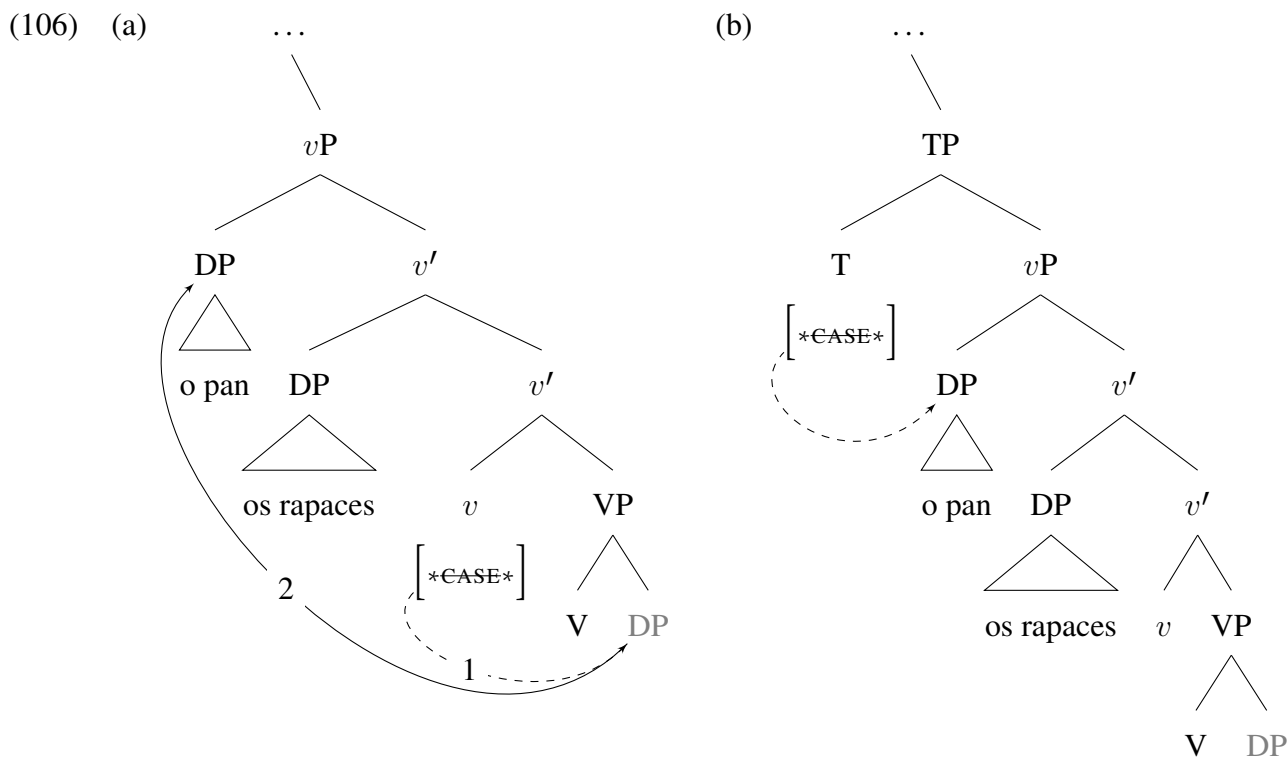 (106) (a) … (b) …
vP TP
DP v′ T vP
[*CASE*]
o pan DP v′ DP v′
os rapaces v VP o pan DP v′
[*CASE*]
2 V DP os rapaces v VP
1
V DP